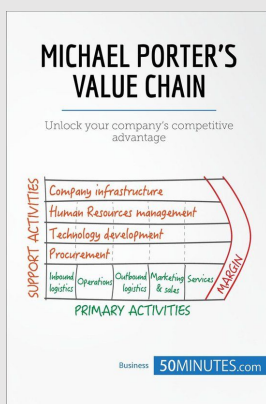 MICHAEL PORTER'S
VALUE CHAIN
Unlock your company's competitive
advantage
SUPPORT ACTIVITIES
Company infrastructure
Human Resources management
Technology development
Procurement
Inbound
logistics
Operations
Outbound
logistics
Marketing
& sales
Services
MARGIN
PRIMARY ACTIVITIES
Business 50MINUTES.com